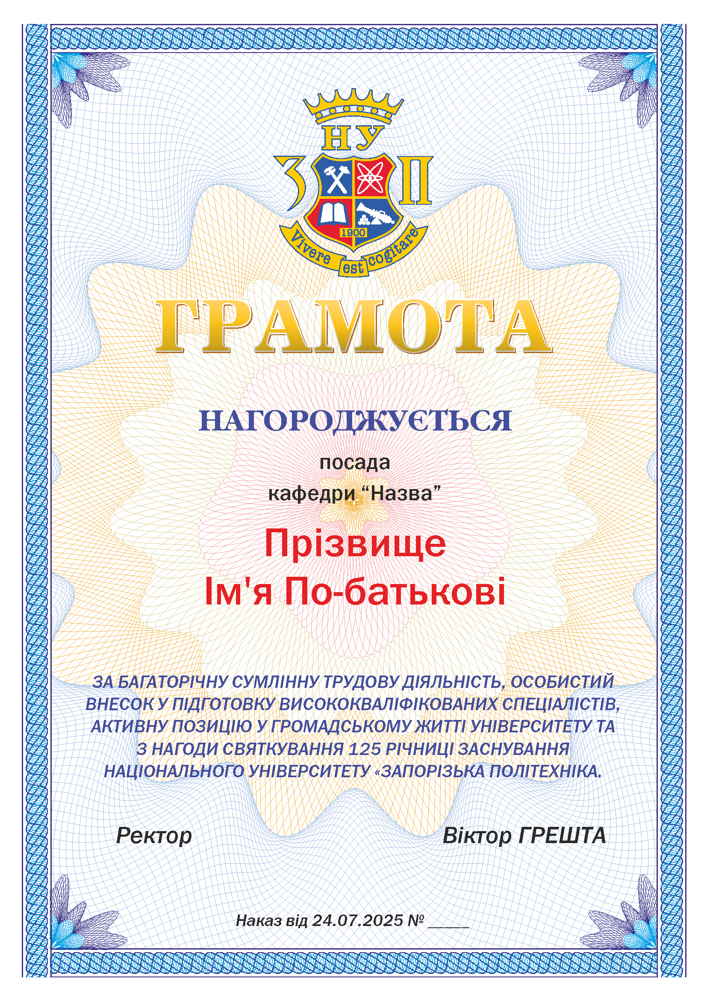 НУ
З П
1900
Vivere est cogitare
ГРАМОТА
НАГОРОДЖУЄТЬСЯ
посада
кафедри “Назва”
Прізвище
Ім'я По-батькові
ЗА БАГАТОРІЧНУ СУМЛІННУ ТРУДОВУ ДІЯЛЬНІСТЬ, ОСОБИСТИЙ
ВНЕСОК У ПІДГОТОВКУ ВИСОКОКВАЛІФІКОВАНИХ СПЕЦІАЛІСТІВ,
АКТИВНУ ПОЗИЦІЮ У ГРОМАДСЬКОМУ ЖИТТІ УНІВЕРСИТЕТУ ТА
З НАГОДИ СВЯТКУВАННЯ 125 РІЧНИЦІ ЗАСНУВАННЯ
НАЦІОНАЛЬНОГО УНІВЕРСИТЕТУ «ЗАПОРІЗЬКА ПОЛІТЕХНІКА.
Ректор Віктор ГРЕШТА
Наказ від 24.07.2025 № _____